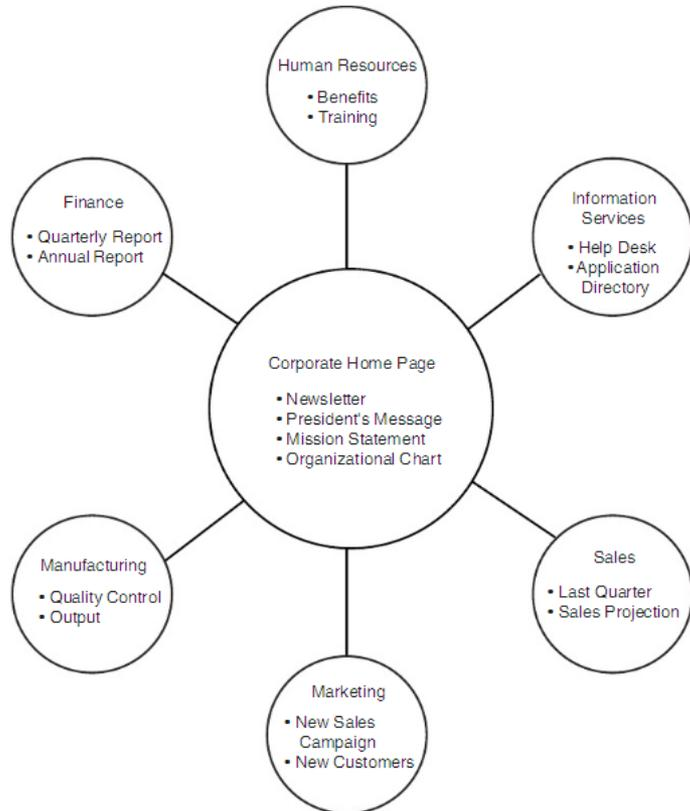 Human Resources
• Benefits
• Training
Finance
• Quarterly Report
• Annual Report
Information
Services
• Help Desk
• Application
Directory
Corporate Home Page
• Newsletter
• President's Message
• Mission Statement
• Organizational Chart
Manufacturing
• Quality Control
• Output
Sales
• Last Quarter
• Sales Projection
Marketing
• New Sales
Campaign
• New Customers